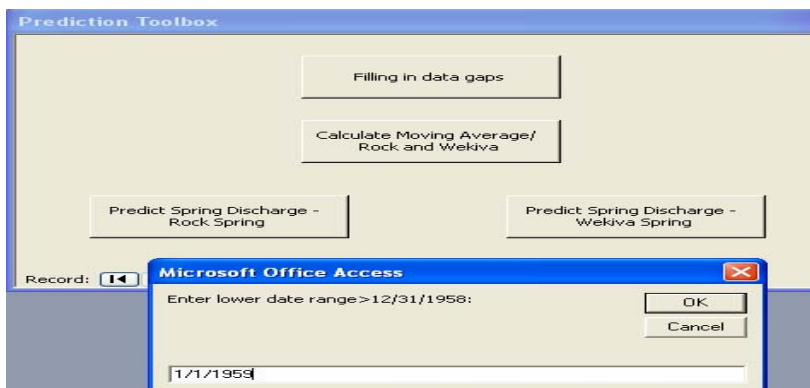 Prediction Toolbox
Filling in data gaps
Calculate Moving Average/
Rock and Wekiva
Predict Spring Discharge -
Rock Spring
Predict Spring Discharge -
Wekiva Spring
Record:
Microsoft Office Access
Enter lower date range>12/31/1958:
OK
Cancel
1/1/1959